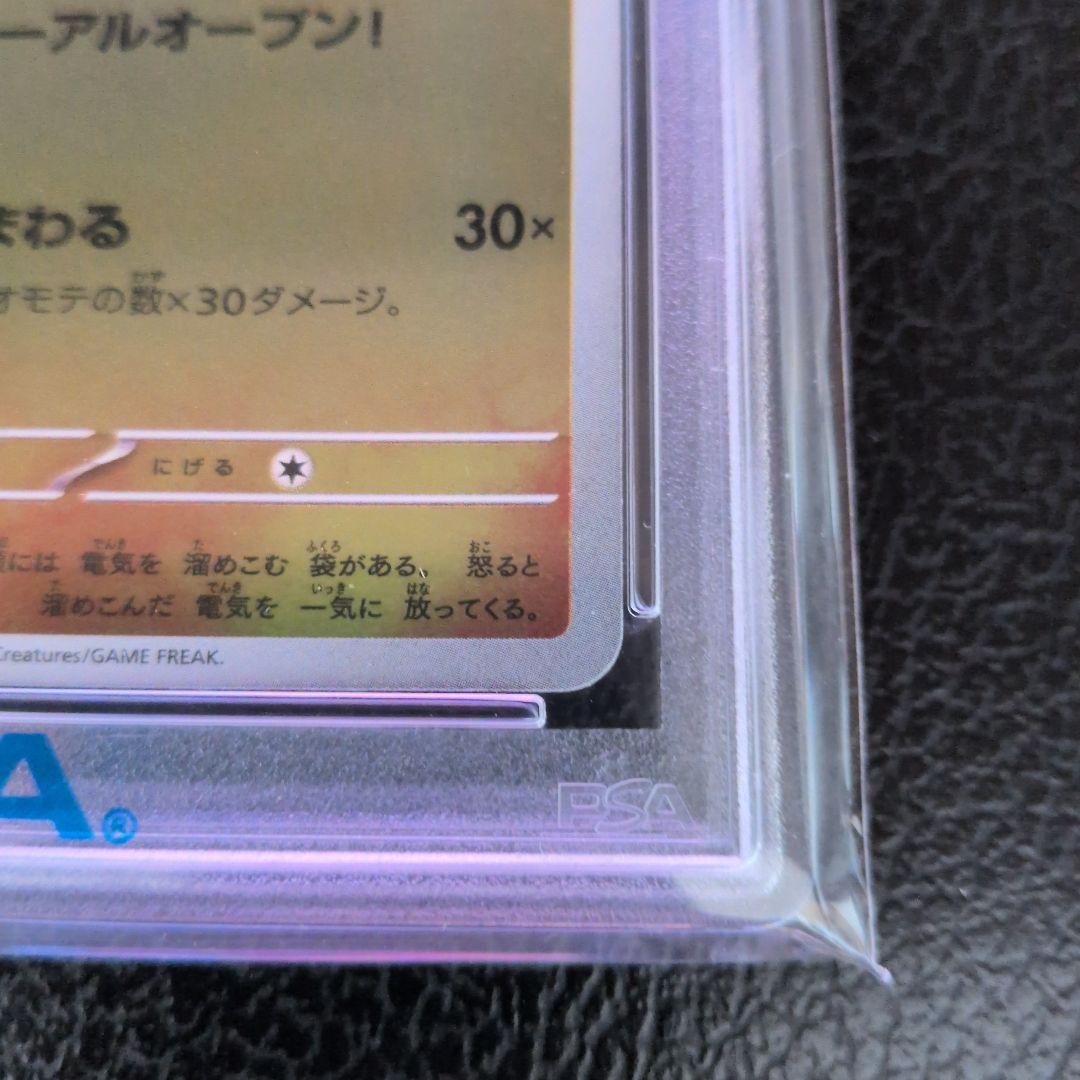 ーアルオープン!
まわる 30×
オモテの数×30ダメージ。
にげる
には 電気を 溜めこむ 袋がある、 怒ると
溜めこんだ 電気を 一気に 放ってくる。
Creatures/GAME FREAK.
A®
PSA